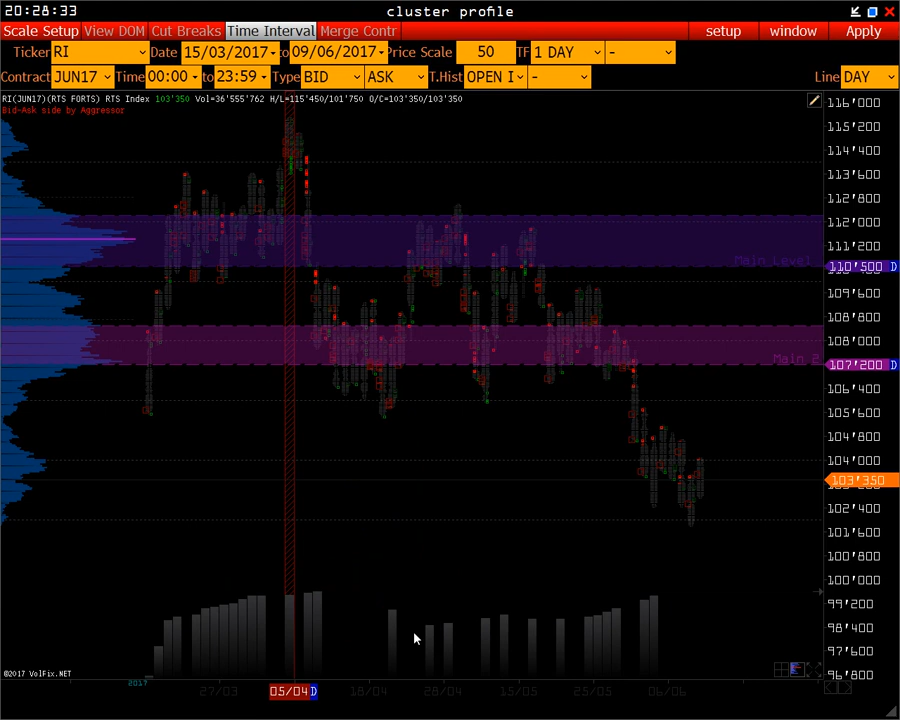 20:28:33 cluster profile
Scale Setup View DOM Cut Breaks Time Interval Merge Contr setup window Apply
Ticker RI Date 15/03/2017 to 09/06/2017 Price Scale 50 TF 1 DAY -
Contract JUN17 Time 00:00 to 23:59 Type BID ASK T.Hist OPEN I - Line DAY
RI(JUN17)(RTS FORTS) RTS Index 103'350 Vol=36'555'762 H/L=115'450/101'750 O/C=103'350/103'350
Bid-Ask side by Aggressor
116'000
115'200
114'400
113'600
112'800
112'000
111'200
Main Level
110'500 D
109'600
108'800
108'000
Main 2
107'200 D
106'400
105'600
104'800
104'000
103'350
102'400
101'600
100'800
100'000
99'200
98'400
97'600
96'800
©2017 VolFix.NET
2017
27/03 05/04 D 18/04 28/04 15/05 25/05 06/06